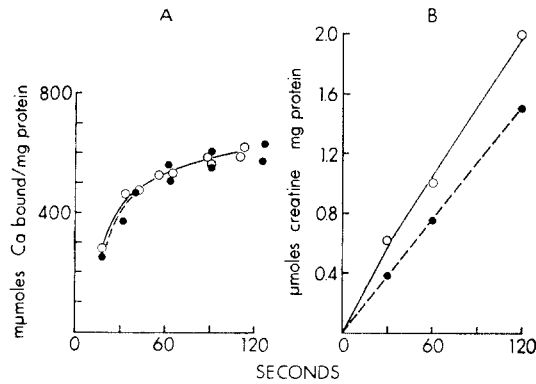 A
B
800
400
0
60
120
mμmoles Ca bound/mg protein
2.0
1.6
1.2
0.8
0.4
0
60
120
μmoles creatine mg protein
SECONDS